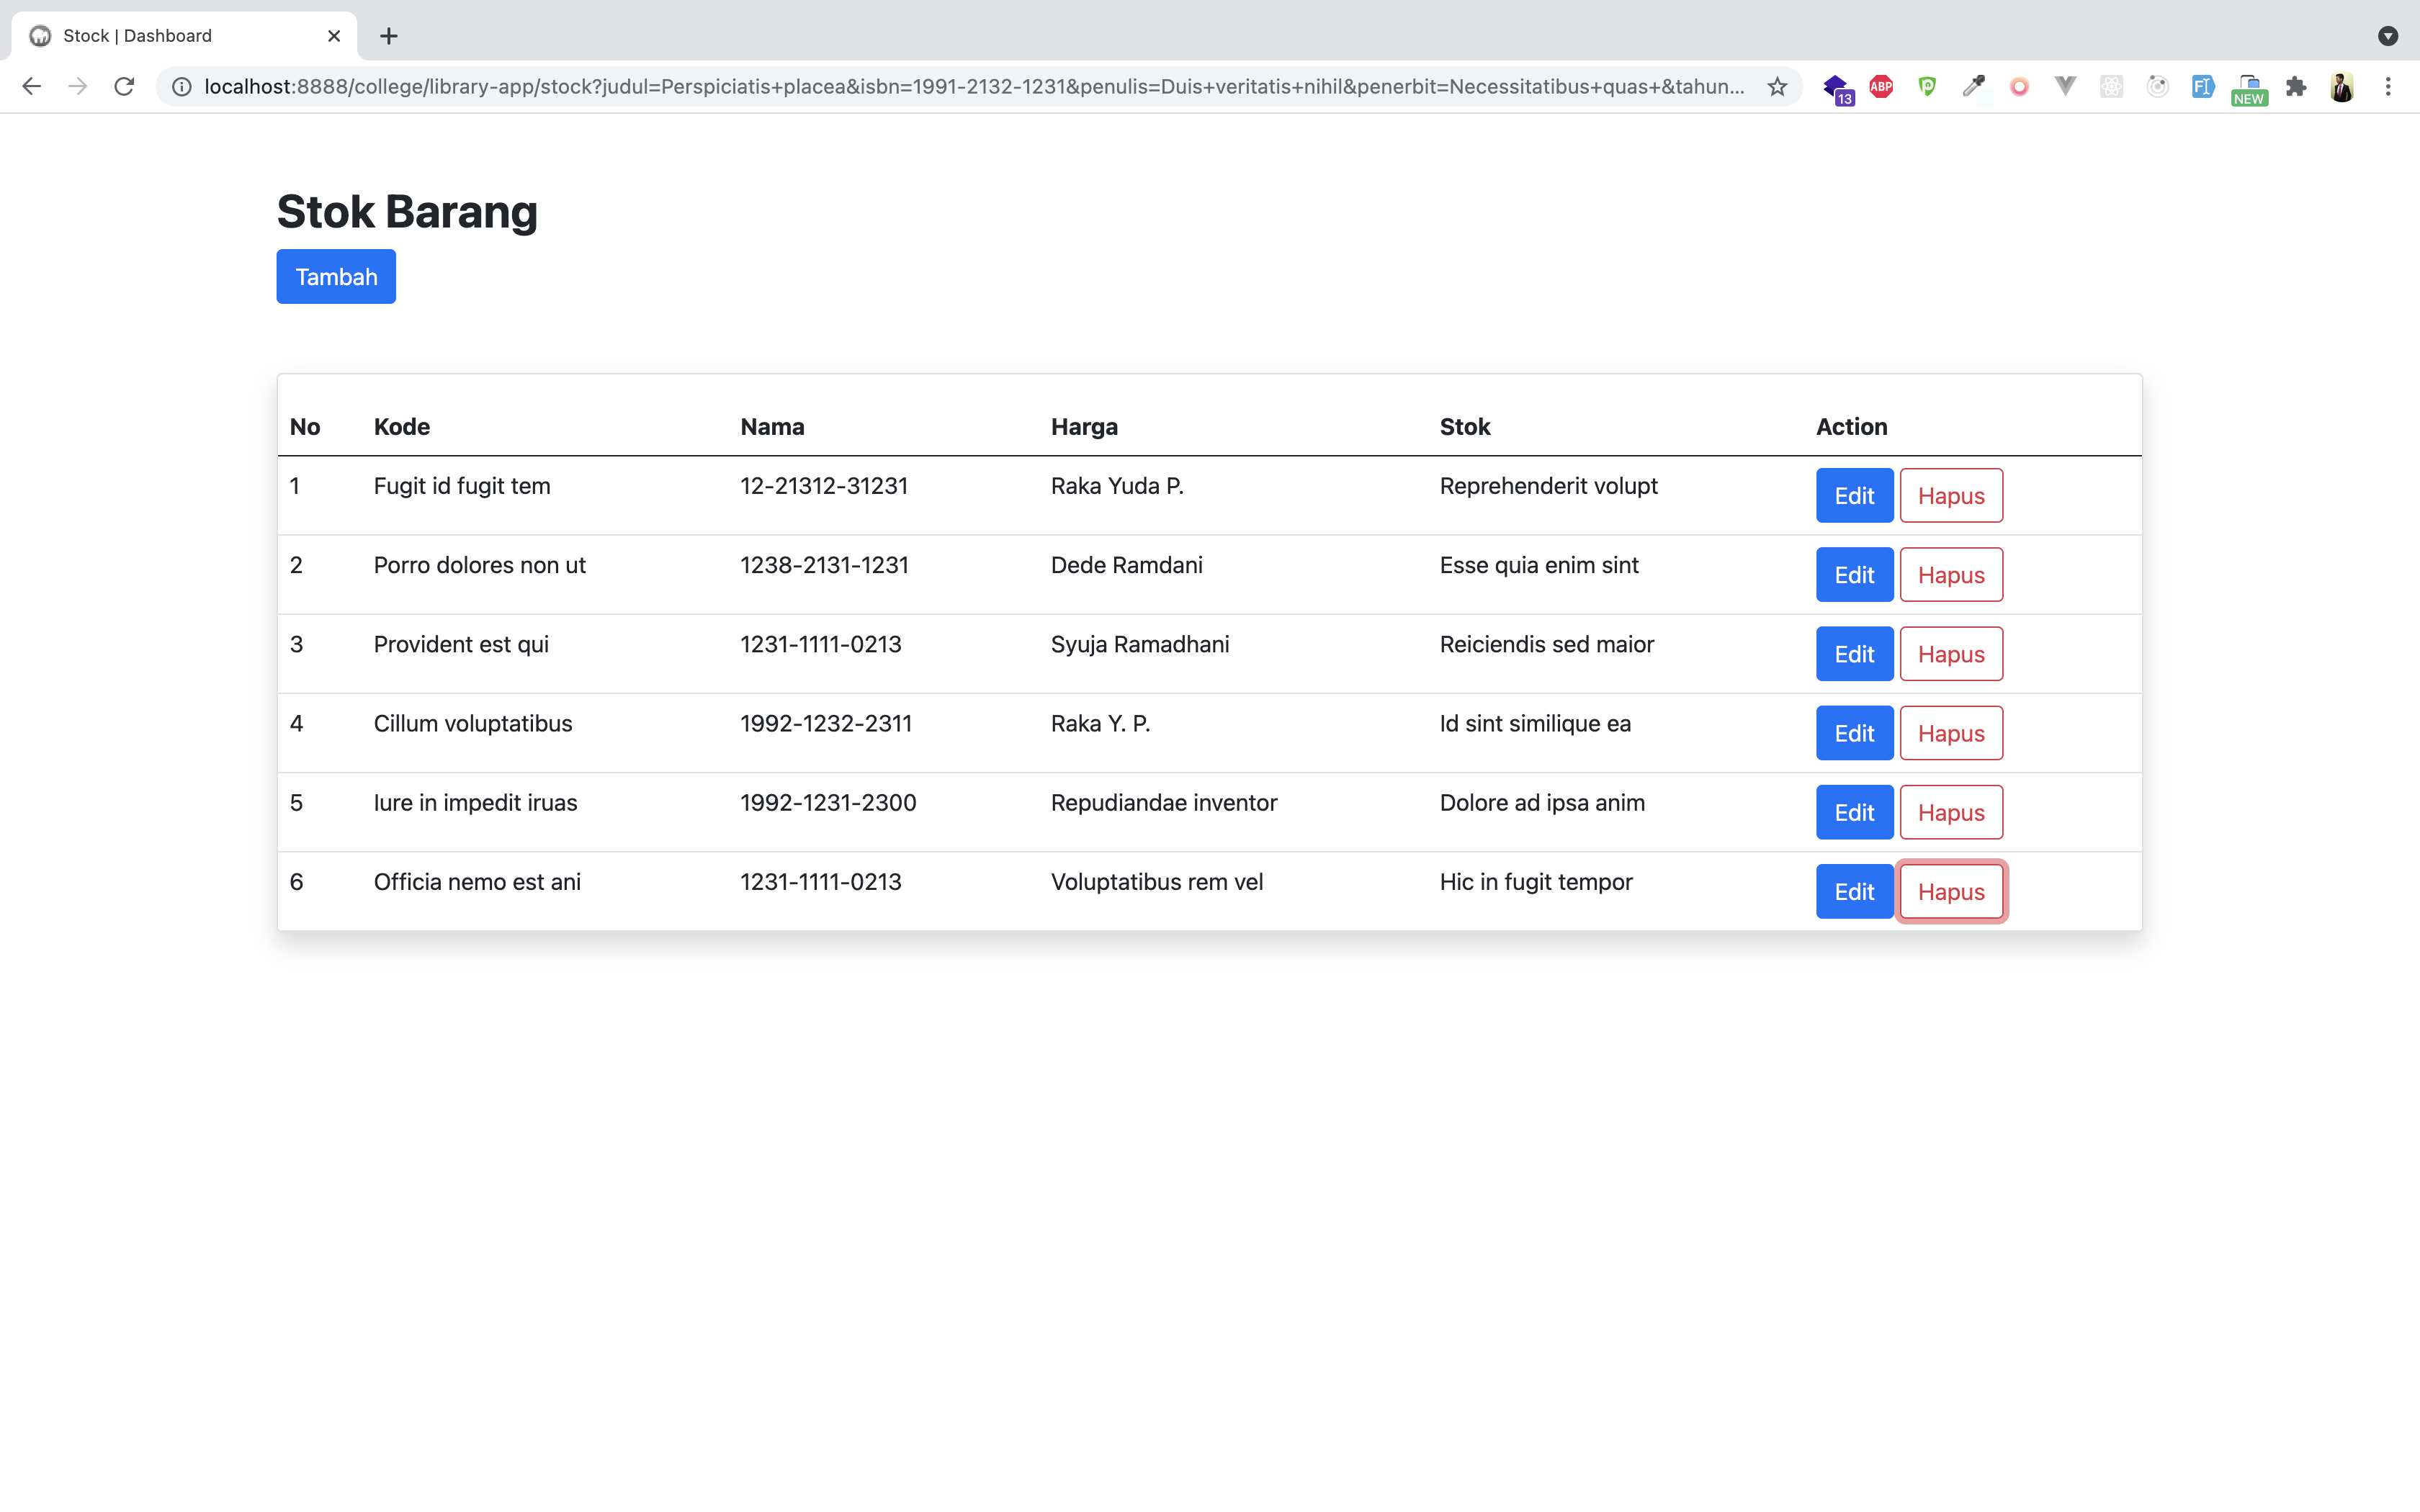 Stock | Dashboard
localhost:8888/college/library-app/stock?judul=Perspiciatis+placea&isbn=1991-2132-1231&penulis=Duis+veritatis+nihil&penerbit=Necessitatibus+quas+&tahun...
13
ABP
NEW
Stok Barang
Tambah
No Kode Nama Harga Stok Action
1 Fugit id fugit tem 12-21312-31231 Raka Yuda P. Reprehenderit volupt Edit Hapus
2 Porro dolores non ut 1238-2131-1231 Dede Ramdani Esse quia enim sint Edit Hapus
3 Provident est qui 1231-1111-0213 Syuja Ramadhani Reiciendis sed maior Edit Hapus
4 Cillum voluptatibus 1992-1232-2311 Raka Y. P. Id sint similique ea Edit Hapus
5 Iure in impedit iruas 1992-1231-2300 Repudiandae inventor Dolore ad ipsa anim Edit Hapus
6 Officia nemo est ani 1231-1111-0213 Voluptatibus rem vel Hic in fugit tempor Edit Hapus